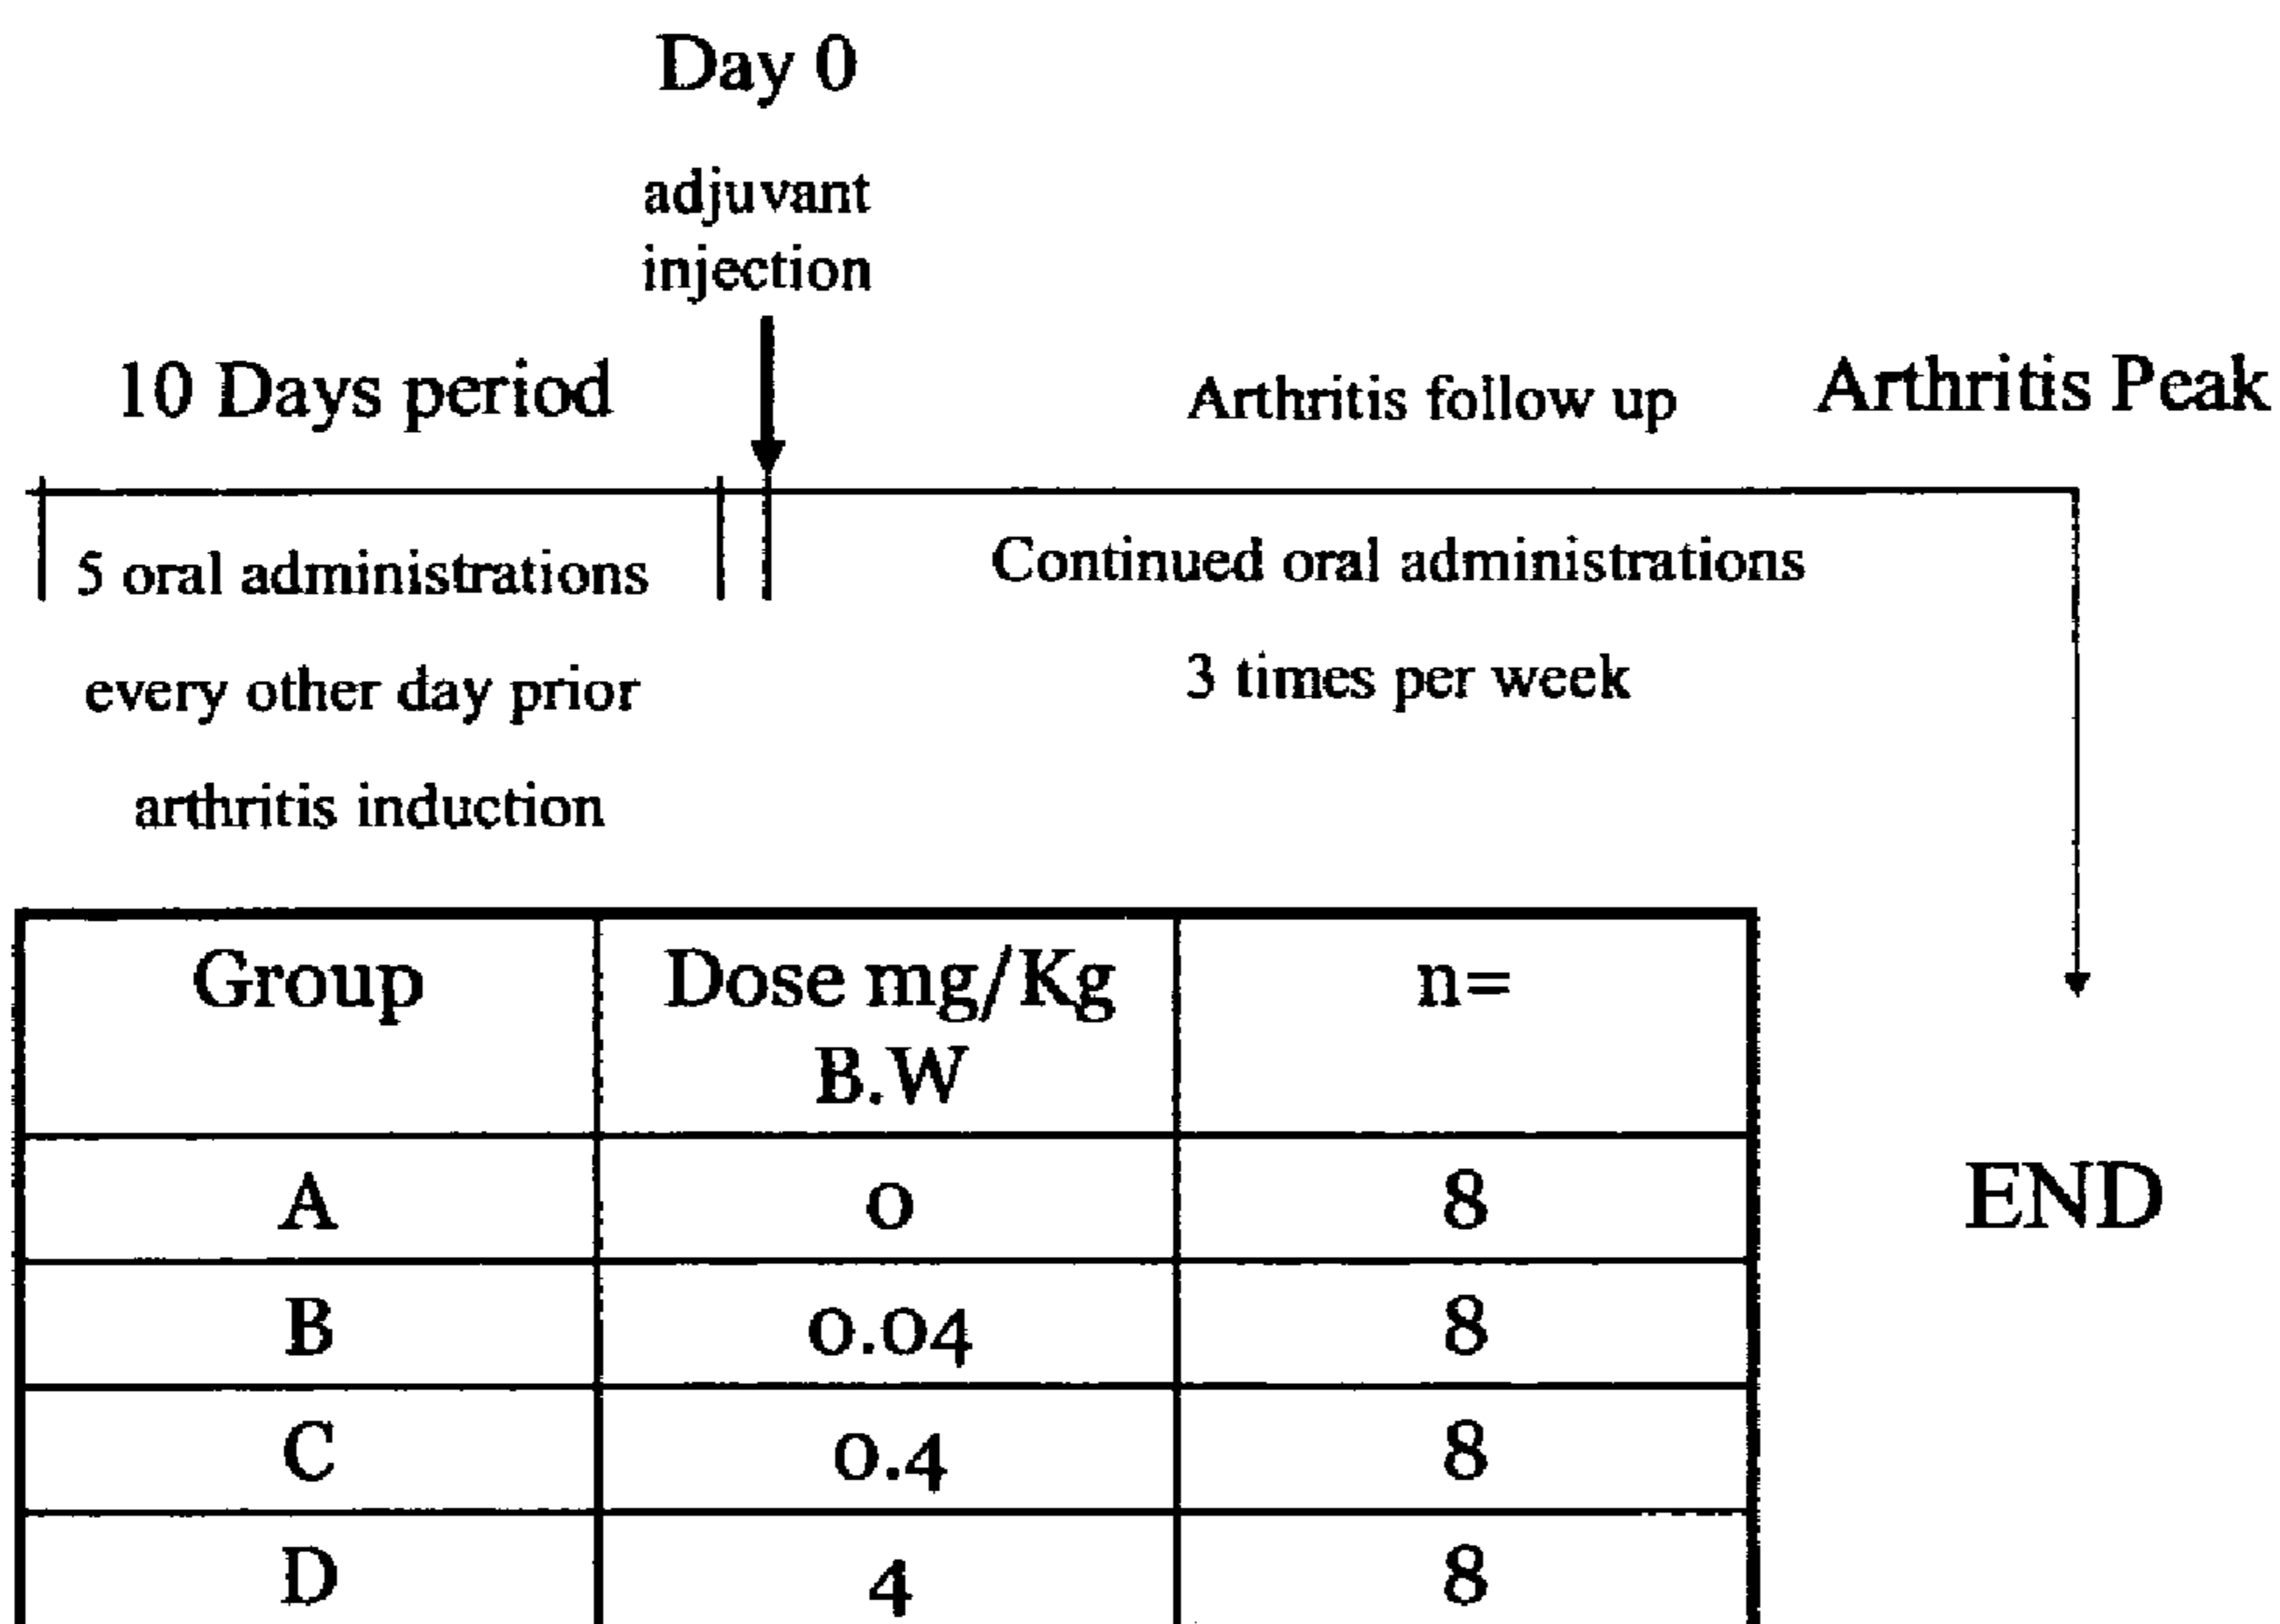 Day 0
adjuvant
injection
10 Days period
Arthritis follow up
Arthritis Peak
5 oral administrations
every other day prior
arthritis induction
Continued oral administrations
3 times per week
Group Dose mg/Kg B.W n=
A 0 8
B 0.04 8
C 0.4 8
D 4 8
END